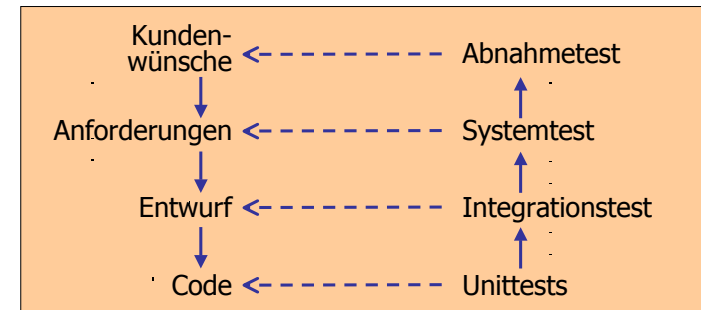 Kunden-
wünsche
Abnahmetest
Anforderungen
Systemtest
Entwurf
Integrationstest
Code
Unittests